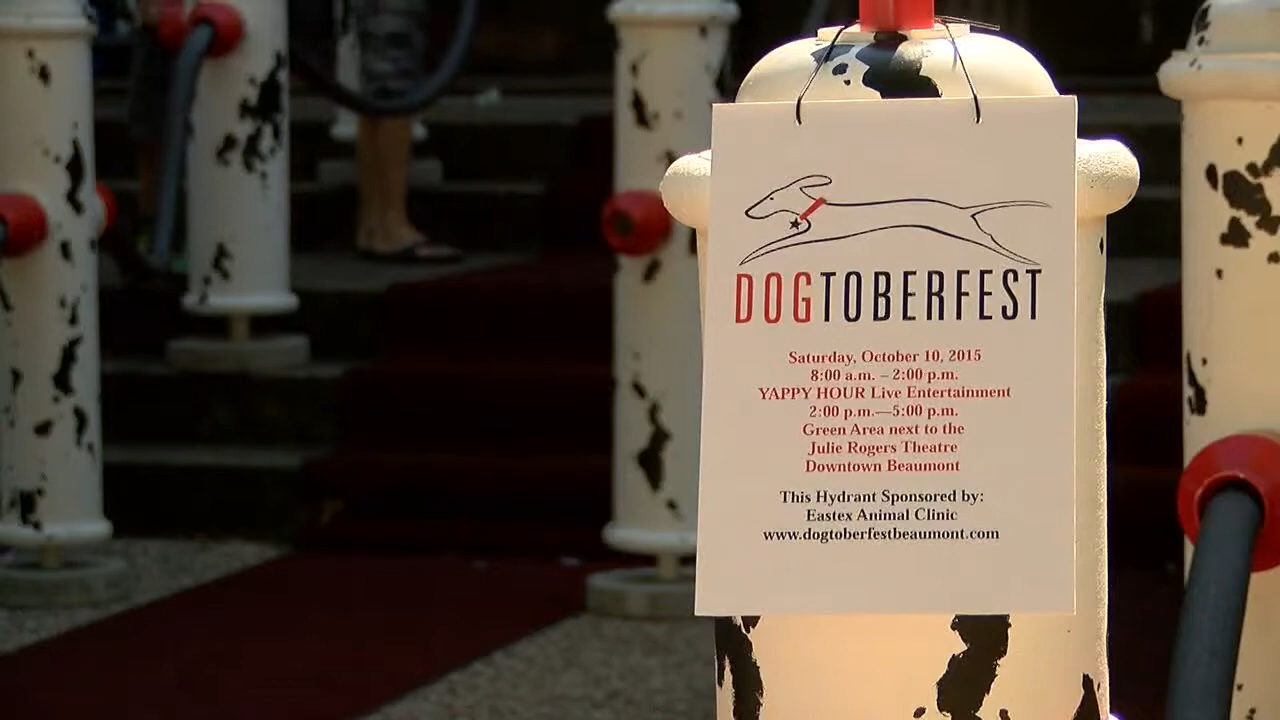 DOGTOBERFEST
Saturday, October 10, 2015
8:00 a.m. – 2:00 p.m.
YAPPY HOUR Live Entertainment
2:00 p.m.—5:00 p.m.
Green Area next to the
Julie Rogers Theatre
Downtown Beaumont
This Hydrant Sponsored by:
Eastex Animal Clinic
www.dogtoberfestbeaumont.com